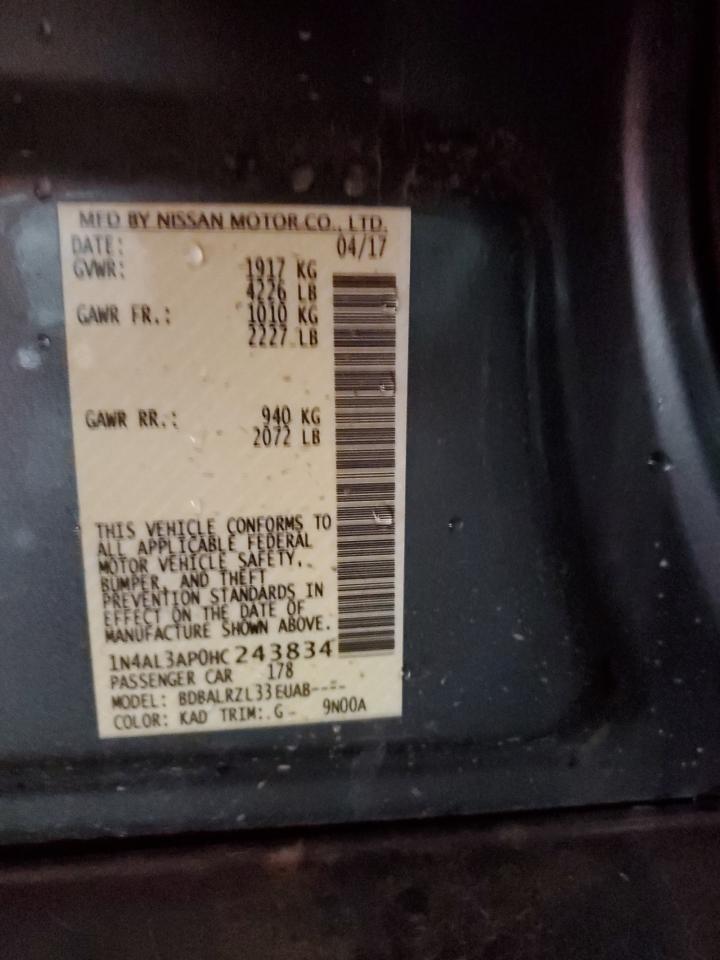 MFD BY NISSAN MOTOR CO., LTD.
DATE: 04/17
GVWR: 1917 KG
4226 LB
GAWR FR.: 1010 KG
2227 LB
GAWR RR.: 940 KG
2072 LB
THIS VEHICLE CONFORMS TO
ALL APPLICABLE FEDERAL
MOTOR VEHICLE SAFETY,
BUMPER, AND THEFT
PREVENTION STANDARDS IN
EFFECT ON THE DATE OF
MANUFACTURE SHOWN ABOVE.
1N4AL3AP0HC243834
PASSENGER CAR 178
MODEL: BDBALRZL33EUAB----
COLOR: KAD TRIM: G- 9N00A